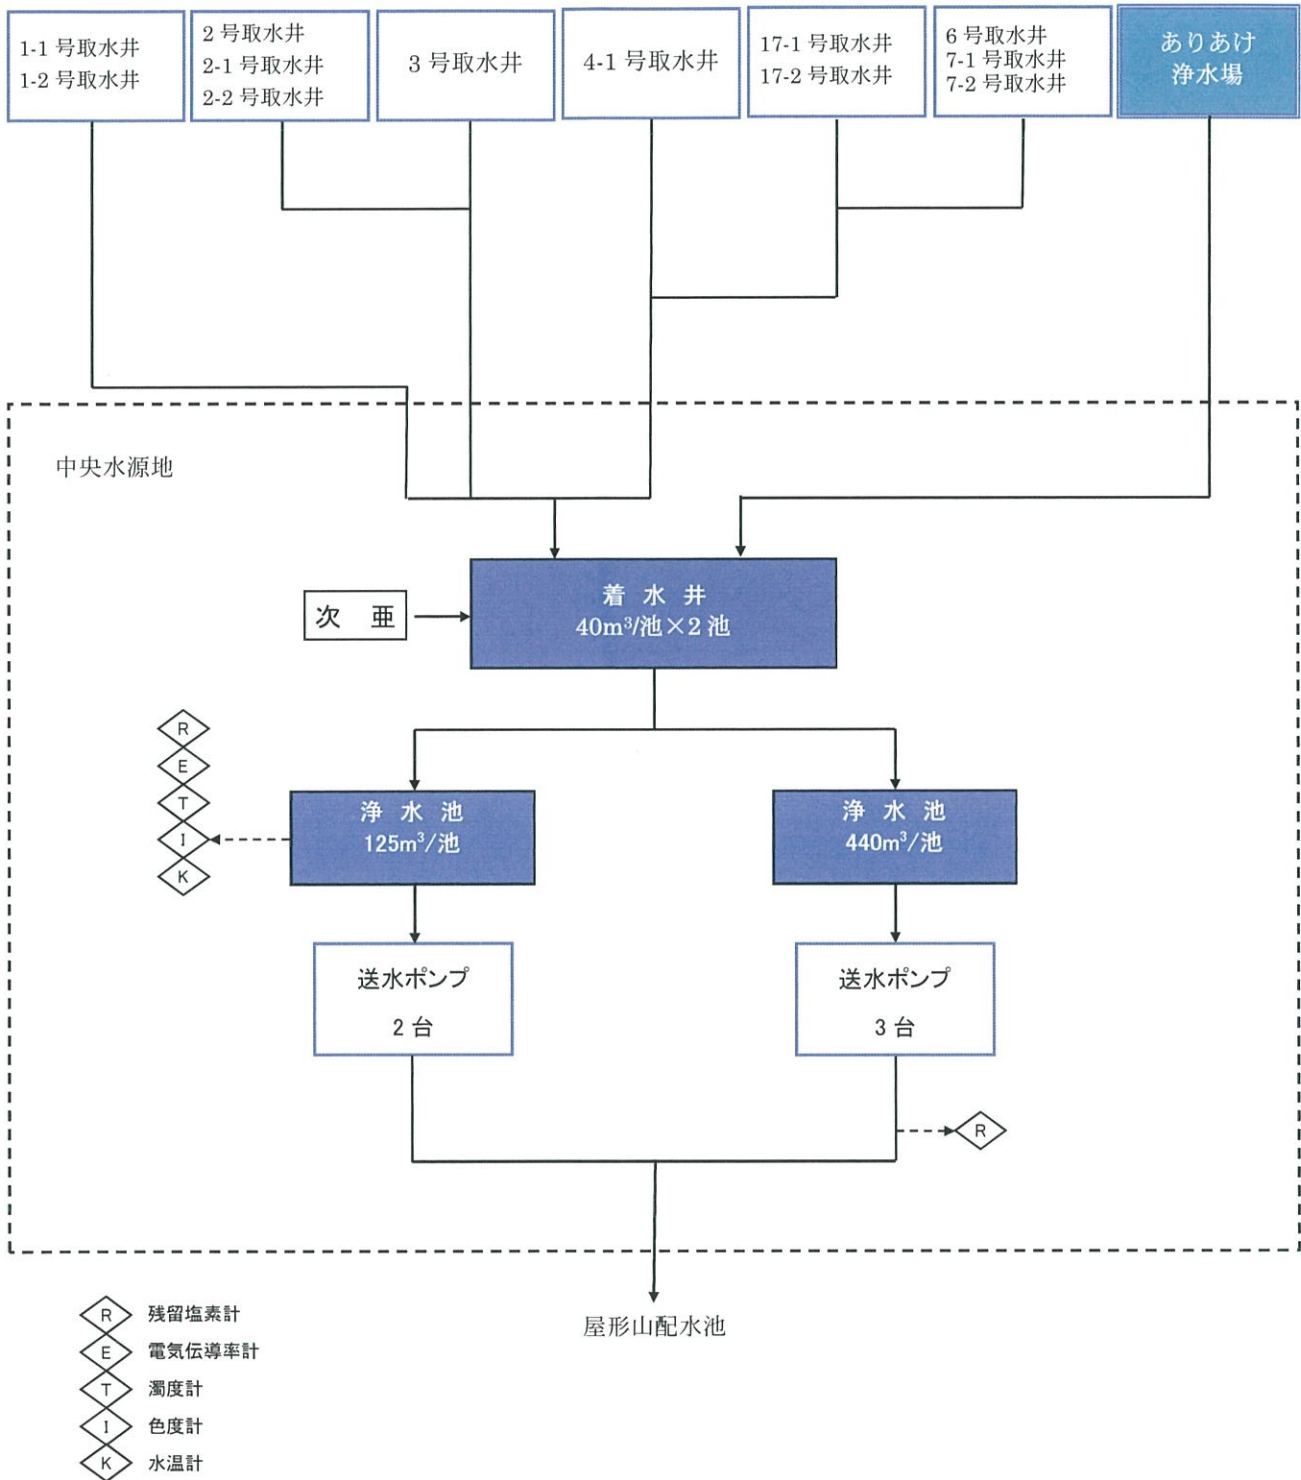 1-1 号取水井
1-2 号取水井
2 号取水井
2-1 号取水井
2-2 号取水井
3 号取水井
4-1 号取水井
17-1 号取水井
17-2 号取水井
6 号取水井
7-1 号取水井
7-2 号取水井
ありあけ
浄水場
中央水源地
着 水 井
40m³/池×2 池
次 亜
R
E
T
I
K
浄 水 池
125m³/池
浄 水 池
440m³/池
送水ポンプ
2 台
送水ポンプ
3 台
R
屋形山配水池
R 残留塩素計
E 電気伝導率計
T 濁度計
I 色度計
K 水温計